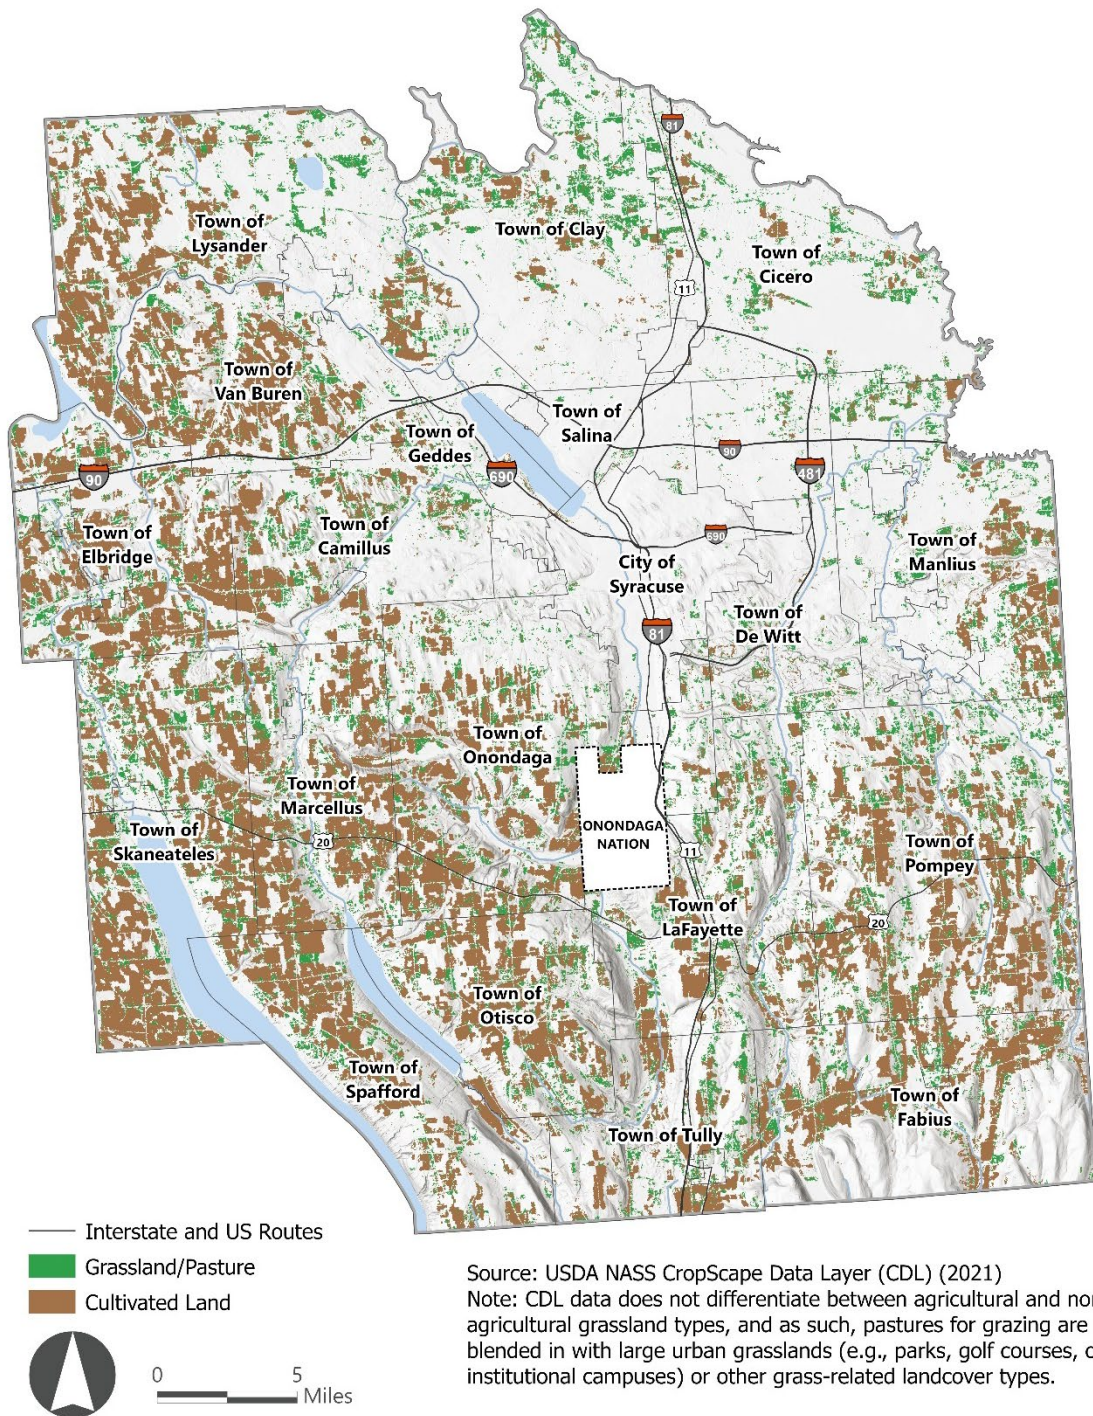 81
Town of
Lysander
Town of Clay
Town of
Cicero
11
Town of
Van Buren
Town of
Salina
Town of
Geddes
90
690
90
481
Town of
Elbridge
Town of
Camillus
690
Town of
Manlius
City of
Syracuse
Town of
De Witt
81
Town of
Onondaga
Town of
Marcellus
ONONDAGA
NATION
Town of
Skaneateles
20
11
Town of
Pompey
Town of
LaFayette
20
Town of
Otisco
Town of
Spafford
Town of
Fabius
Town of Tully
Interstate and US Routes
Grassland/Pasture
Cultivated Land
0 5
Miles
Source: USDA NASS CropScape Data Layer (CDL) (2021)
Note: CDL data does not differentiate between agricultural and
agricultural grassland types, and as such, pastures for grazing are
blended in with large urban grasslands (e.g., parks, golf courses,
institutional campuses) or other grass-related landcover types.